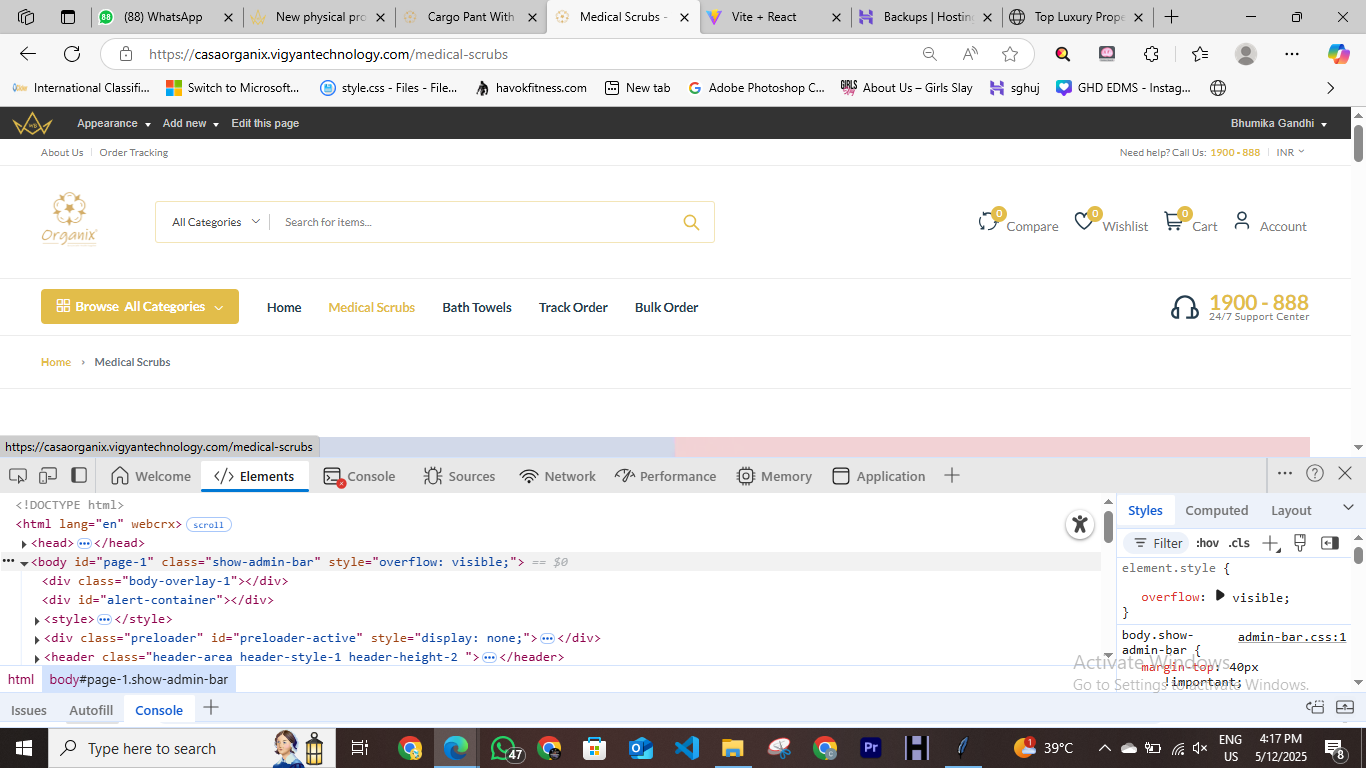 (88) WhatsApp
New physical pro
Cargo Pant With
Medical Scrubs -
Vite + React
Backups | Hosting
Top Luxury Prope
https://casaorganix.vigyantechnology.com/medical-scrubs
International Classifi...
Switch to Microsoft...
style.css - Files - File...
havokfitness.com
New tab
Adobe Photoshop C...
GIRLS SLAY
About Us – Girls Slay
sghuj
GHD EDMS - Instag...
Appearance
Add new
Edit this page
Bhumika Gandhi
About Us
Order Tracking
Need help? Call Us: 1900 - 888
INR
Organix
All Categories
Search for items...
0 Compare
0 Wishlist
0 Cart
Account
Browse All Categories
Home
Medical Scrubs
Bath Towels
Track Order
Bulk Order
1900 - 888
24/7 Support Center
Home › Medical Scrubs
https://casaorganix.vigyantechnology.com/medical-scrubs
Welcome
Elements
Console
Sources
Network
Performance
Memory
Application
<!DOCTYPE html>
<html lang="en" webcrx> scroll
<head> ••• </head>
••• <body id="page-1" class="show-admin-bar" style="overflow: visible;"> == $0
<div class="body-overlay-1"></div>
<div id="alert-container"></div>
<style> ••• </style>
<div class="preloader" id="preloader-active" style="display: none;"> ••• </div>
<header class="header-area header-style-1 header-height-2 "> ••• </header>
html body#page-1.show-admin-bar
Styles
Computed
Layout
Filter
:hov
.cls
element.style {
overflow: visible;
}
body.show-admin-bar {
admin-bar.css:1
margin-top: 40px
!important;
Activate Windows
Go to Settings to activate Windows.
Issues
Autofill
Console
Type here to search
47
Pr
39°C
ENG
US
4:17 PM
5/12/2025
8